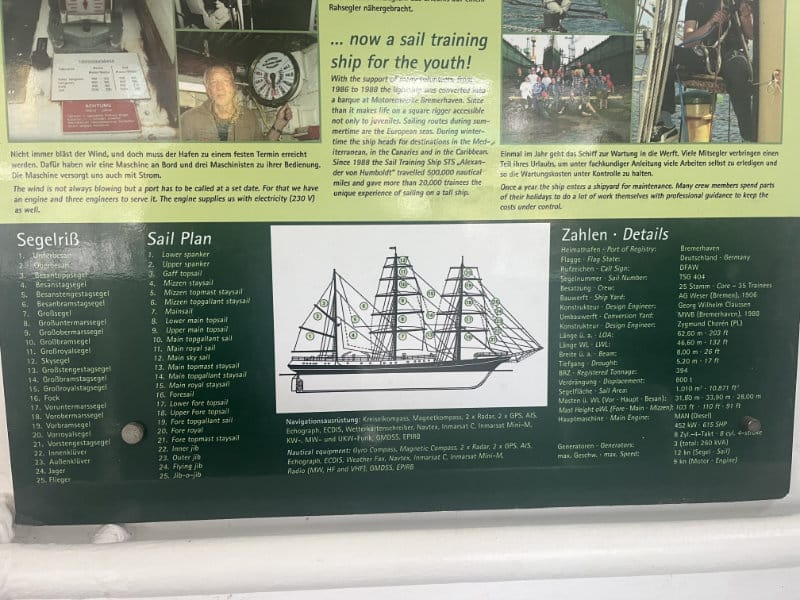 Rahsegler nähergebracht.
... now a sail training
ship for the youth!
With the support of many volunteers from
1986 to 1988 the lightship was converted into
a barque at Motorenwerke Bremerhaven. Since
than it makes life on a square rigger accessible
not only to juveniles. Sailing routes during sum-
mertime are the European seas. During winter-
time the ship heads for destinations in the Med-
iterranean, in the Canaries and in the Caribbean.
Since 1988 the Sail Training Ship STS „Alexan-
der von Humboldt" travelled 500,000 nautical
miles and gave more than 20,000 trainees the
unique experience of sailing on a tall ship.
ACHTUNG
Nicht immer bläst der Wind, und doch muss der Hafen zu einem festen Termin erreicht
werden. Dafür haben wir eine Maschine an Bord und drei Maschinisten zu ihrer Bedienung.
Die Maschine versorgt uns auch mit Strom.
The wind is not always blowing but a port has to be called at a set date. For that we have
an engine and three engineers to serve it. The engine supplies us with electricity (230 V)
as well.
Einmal im Jahr geht das Schiff zur Wartung in die Werft. Viele Mitsegler verbringen einen
Teil ihres Urlaubs, um unter fachkundiger Anleitung viele Arbeiten selbst zu erledigen und
so die Wartungskosten unter Kontrolle zu halten.
Once a year the ship enters a shipyard for maintenance. Many crew members spend parts
of their holidays to do a lot of work themselves with professional guidance to keep the
costs under control.
Segelriß
1. Unterbesan
2. Oberbesan
3. Besantoppsegel
4. Besanstagsegel
5. Besanstengestagsegel
6. Besanbramstagsegel
7. Großsegel
8. Großuntermarssegel
9. Großobermarssegel
10. Großbramsegel
11. Großroyalsegel
12. Skysegel
13. Großstengestagsegel
14. Großbramstagsegel
15. Großroyalstagsegel
16. Fock
17. Voruntermarssegel
18. Vorobermarssegel
19. Vorbramsegel
20. Vorroyalsegel
21. Vorstengestagsegel
22. Innenklüver
23. Außenklüver
24. Jager
25. Flieger
Sail Plan
1. Lower spanker
2. Upper spanker
3. Gaff topsail
4. Mizzen staysail
5. Mizzen topmast staysail
6. Mizzen topgallant staysail
7. Mainsail
8. Lower main topsail
9. Upper main topsail
10. Main topgallant sail
11. Main royal sail
12. Main sky sail
13. Main topmast staysail
14. Main topgallant staysail
15. Main royal staysail
16. Foresail
17. Lower fore topsail
18. Upper Fore topsail
19. Fore topgallant sail
20. Fore royal
21. Fore topmast staysail
22. Inner jib
23. Outer jib
24. Flying jib
25. Jib-o-jib
Navigationsausrüstung: Kreiselkompass, Magnetkompass, 2 x Radar, 2 x GPS, AIS,
Echograph, ECDIS, Wetterkartenschreiber, Navtex, Inmarsat C, Inmarsat Mini-M,
KW-, MW- und UKW-Funk, GMDSS, EPIRB
Nautical equipment: Gyro Compass, Magnetic Compass, 2 x Radar, 2 x GPS, AIS,
Echograph, ECDIS, Weather Fax, Navtex, Inmarsat C, Inmarsat Mini-M,
Radio (MW, HF and VHF), GMDSS, EPIRB
Zahlen · Details
Heimathafen · Port of Registry: Bremerhaven
Flagge · Flag State: Deutschland · Germany
Rufzeichen · Call Sign: DFAW
Segelnummer · Sail Number: TSG 404
Besatzung · Crew: 25 Stamm · Core – 35 Trainees
Bauwerft · Ship Yard: AG Weser (Bremen), 1906
Konstrukteur · Design Engineer: Georg Wilhelm Claussen
Umbauwerft · Conversion Yard: MWB (Bremerhaven), 1988
Konstrukteur · Design Engineer: Zygmunt Choreń (PL)
Länge ü. a. · LOA: 62,60 m · 203 ft
Länge WL · LWL: 46,60 m · 132 ft
Breite ü. a. · Beam: 8,00 m · 26 ft
Tiefgang · Draught: 5,20 m · 17 ft
BRZ · Registered Tonnage: 394
Verdrängung · Displacement: 800 t
Segelfläche · Sail Area: 1.010 m² · 10.871 ft²
Masten ü. WL (Vor · Haupt · Besan): 31,80 m – 33,90 m – 28,00 m
Mast Height oWL (Fore · Main · Mizzen): 103 ft · 110 ft · 91 ft
Hauptmaschine · Main Engine: MAN (Diesel)
452 kW · 615 SHP
8 Zyl.-4-Takt · 8 cyl. 4-stroke
Generatoren · Generators: 3 (total: 260 kVA)
max. Geschw. · max. Speed: 12 kn (Segel · Sail)
9 kn (Motor · Engine)